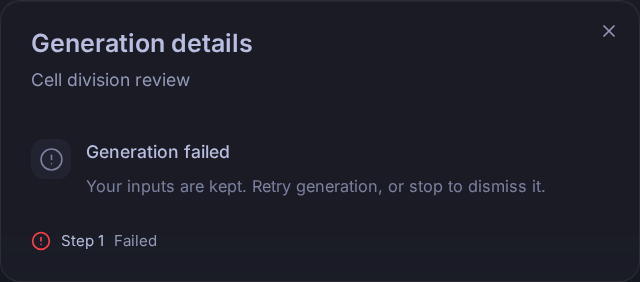 Generation details
Cell division review
Generation failed
Your inputs are kept. Retry generation, or stop to dismiss it.
Step 1 Failed